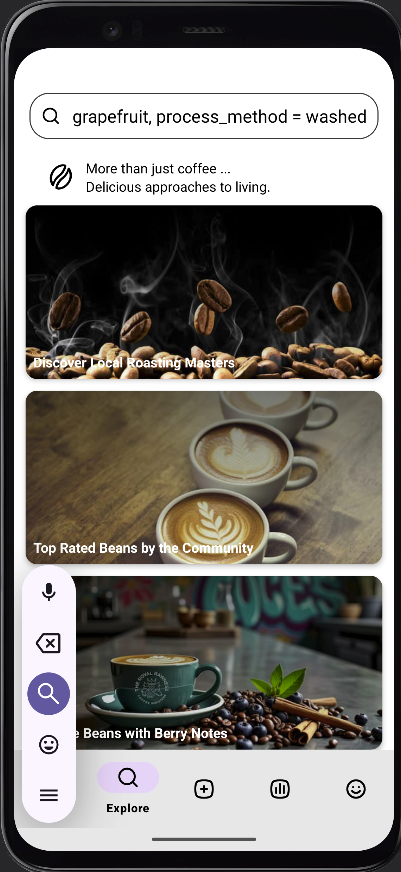 grapefruit, process_method = washed
More than just coffee ...
Delicious approaches to living.
Discover Local Roasting Masters
Top Rated Beans by the Community
e Beans with Berry Notes
Explore